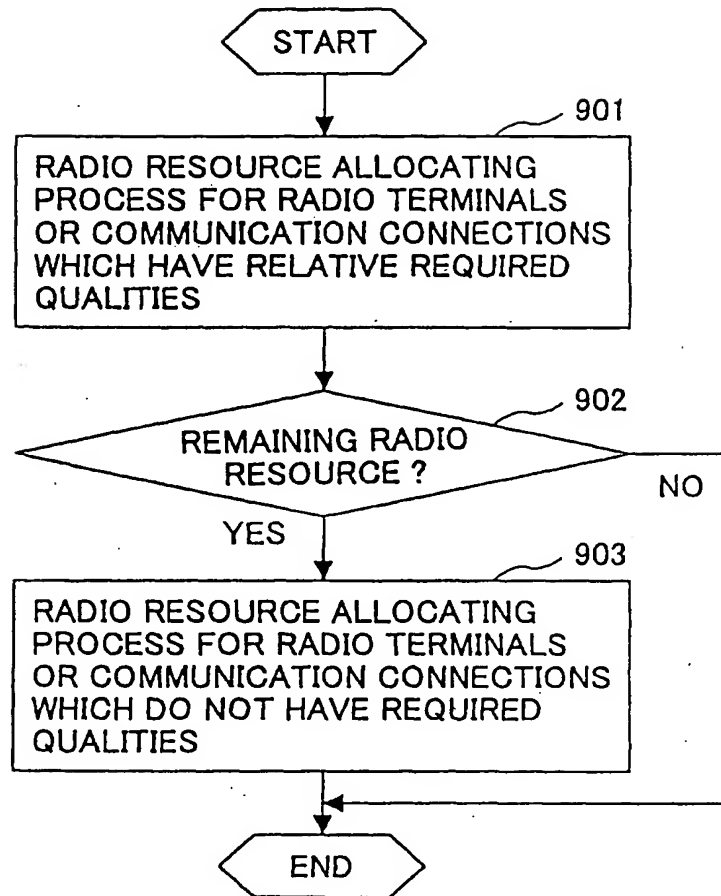 START
901
RADIO RESOURCE ALLOCATING
PROCESS FOR RADIO TERMINALS
OR COMMUNICATION CONNECTIONS
WHICH HAVE RELATIVE REQUIRED
QUALITIES
902
REMAINING RADIO
RESOURCE ?
NO
YES
903
RADIO RESOURCE ALLOCATING
PROCESS FOR RADIO TERMINALS
OR COMMUNICATION CONNECTIONS
WHICH DO NOT HAVE REQUIRED
QUALITIES
END